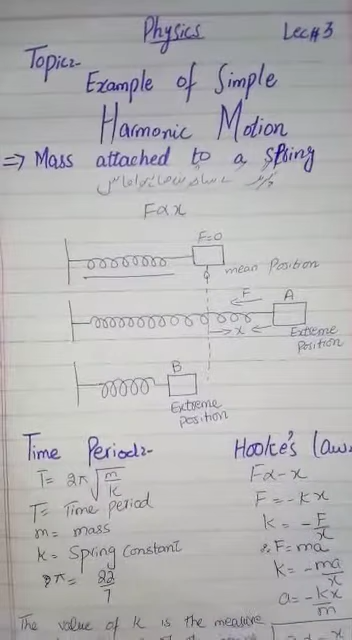 Physics
Lec#3
Topic:-
Example of Simple
Harmonic Motion
=> Mass attached to a spring
F∝x
F=0
O
mean Position
F
A
x
Extreme
Position
B
Extreme
position
Time Period:-
T= 2π√m/k
T= Time period
m= mass
k= Spring Constant
π= 22/7
Hooke's law
F∝-x
F=-kx
k= -F/x
∴ F=ma
k= -ma/x
a= -kx/m
The value of k is the measure